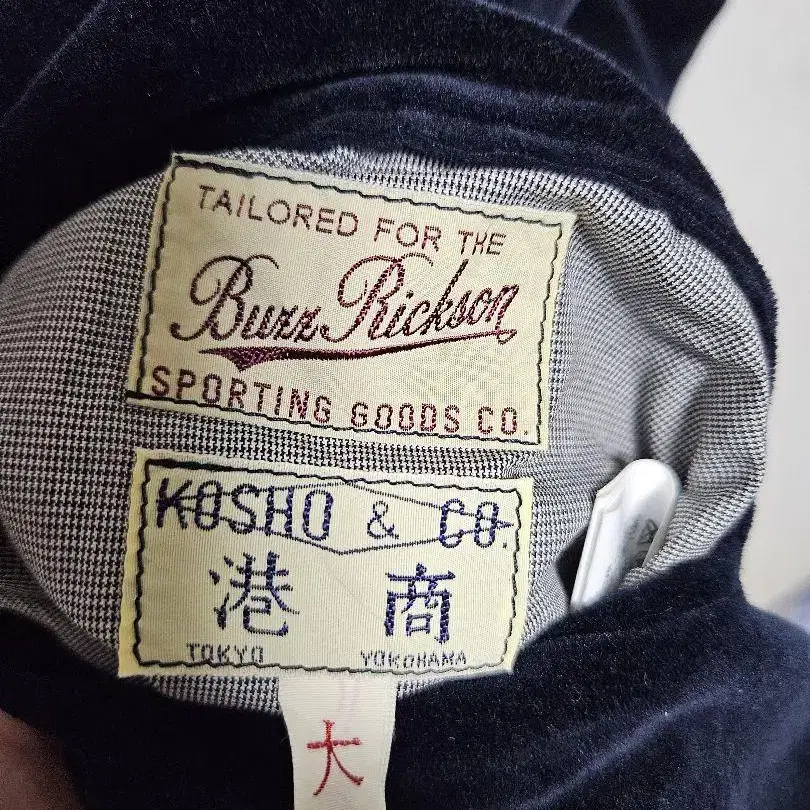 TAILORED FOR THE
Buzz Rickson
SPORTING GOODS CO.
KOSHO & CO.
港 商
TOKYO YOKOHAMA
大